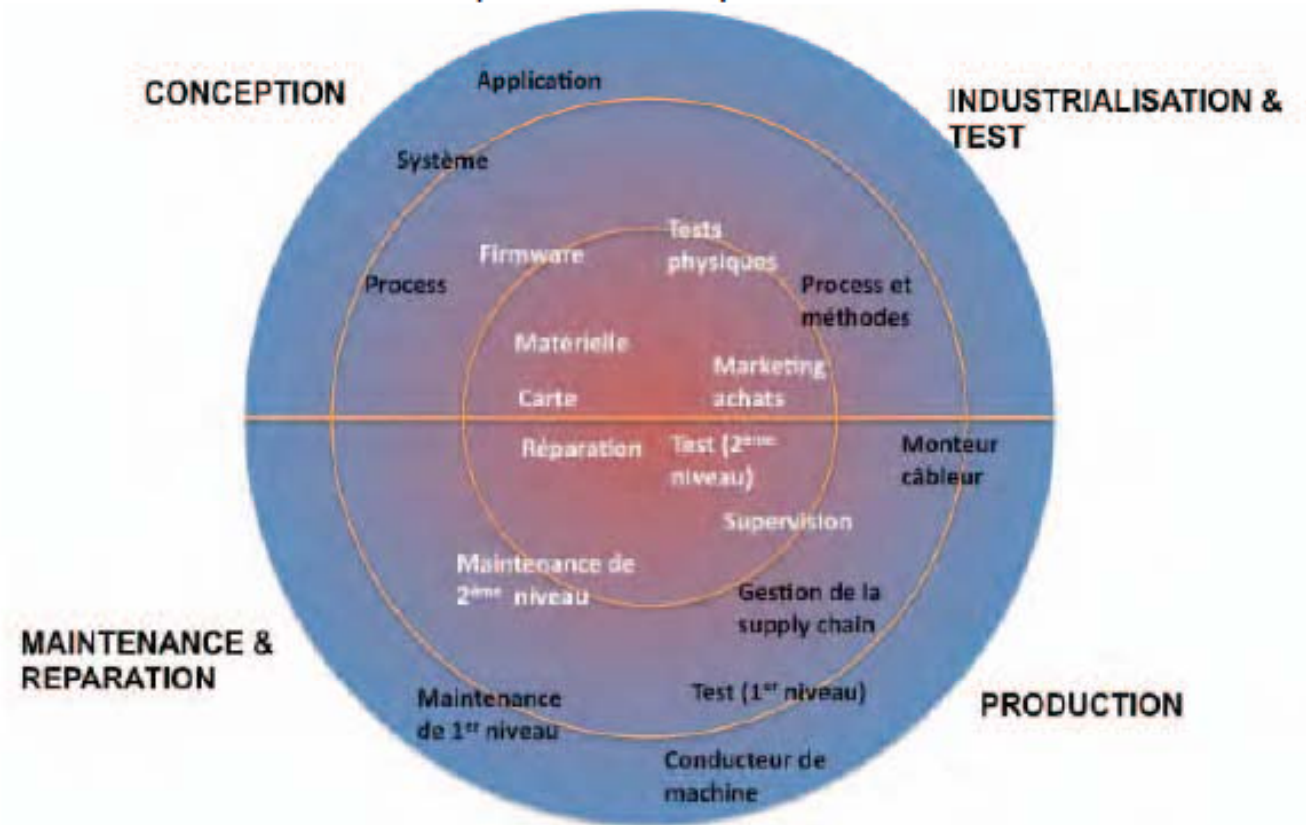 Application
CONCEPTION
INDUSTRIALISATION &
TEST
Système
Firmware
Tests
physiques
Process
Process et
méthodes
Matérielle
Marketing
achats
Carte
Réparation
Test (2ème
niveau)
Monteur
câbleur
Supervision
Maintenance de
2ème niveau
Gestion de la
supply chain
MAINTENANCE &
REPARATION
Maintenance
de 1er niveau
Test (1er niveau)
PRODUCTION
Conducteur de
machine